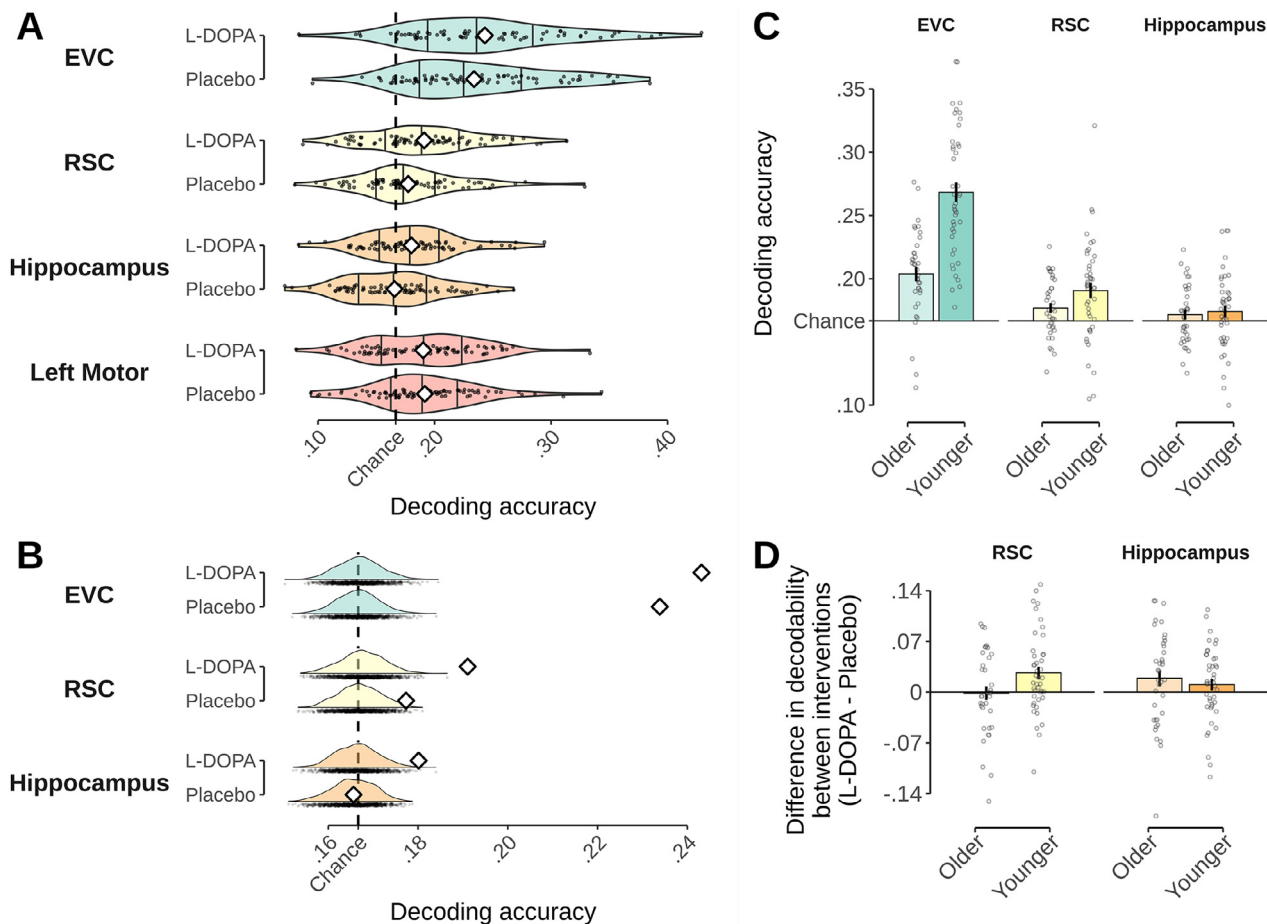 A
EVC
L-DOPA
Placebo
RSC
L-DOPA
Placebo
Hippocampus
L-DOPA
Placebo
Left Motor
L-DOPA
Placebo
.10
Chance
.20
.30
.40
Decoding accuracy
B
EVC
L-DOPA
Placebo
RSC
L-DOPA
Placebo
Hippocampus
L-DOPA
Placebo
.16
Chance
.18
.20
.22
.24
Decoding accuracy
C
EVC
RSC
Hippocampus
Decoding accuracy
.35
.30
.25
.20
Chance
.10
Older
Younger
Older
Younger
Older
Younger
D
RSC
Hippocampus
Difference in decodability
between interventions
(L-DOPA - Placebo)
.14
.07
0
-.07
-.14
Older
Younger
Older
Younger